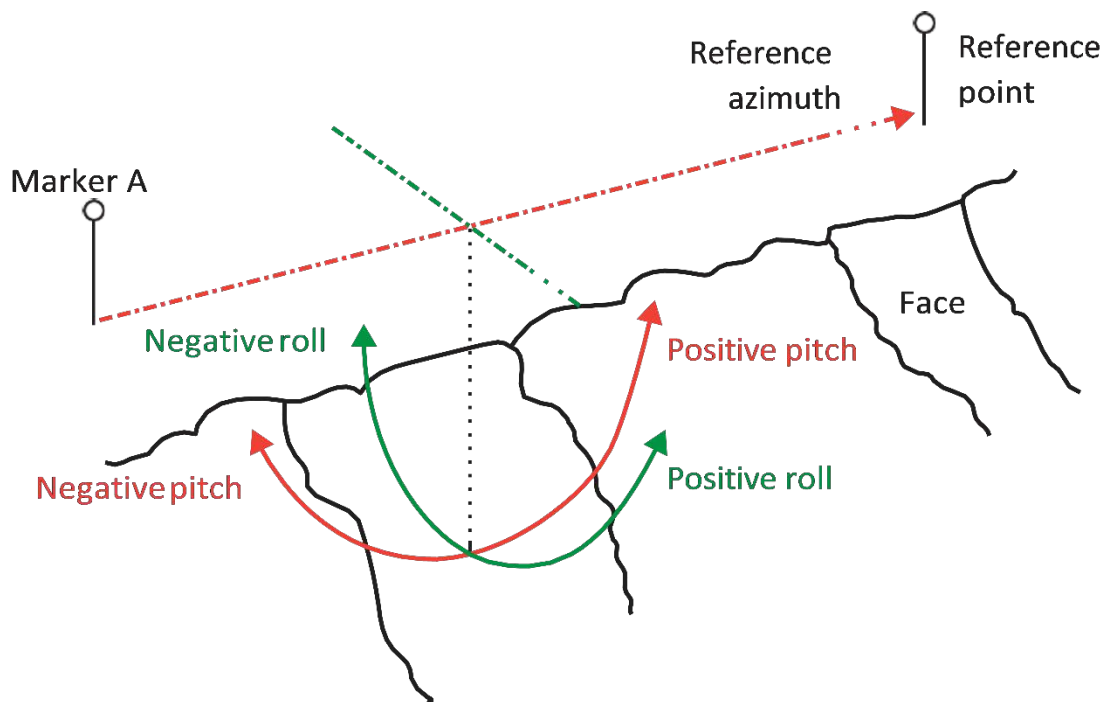 Reference
azimuth
Reference
point
Marker A
Negative roll
Positive pitch
Face
Negative pitch
Positive roll